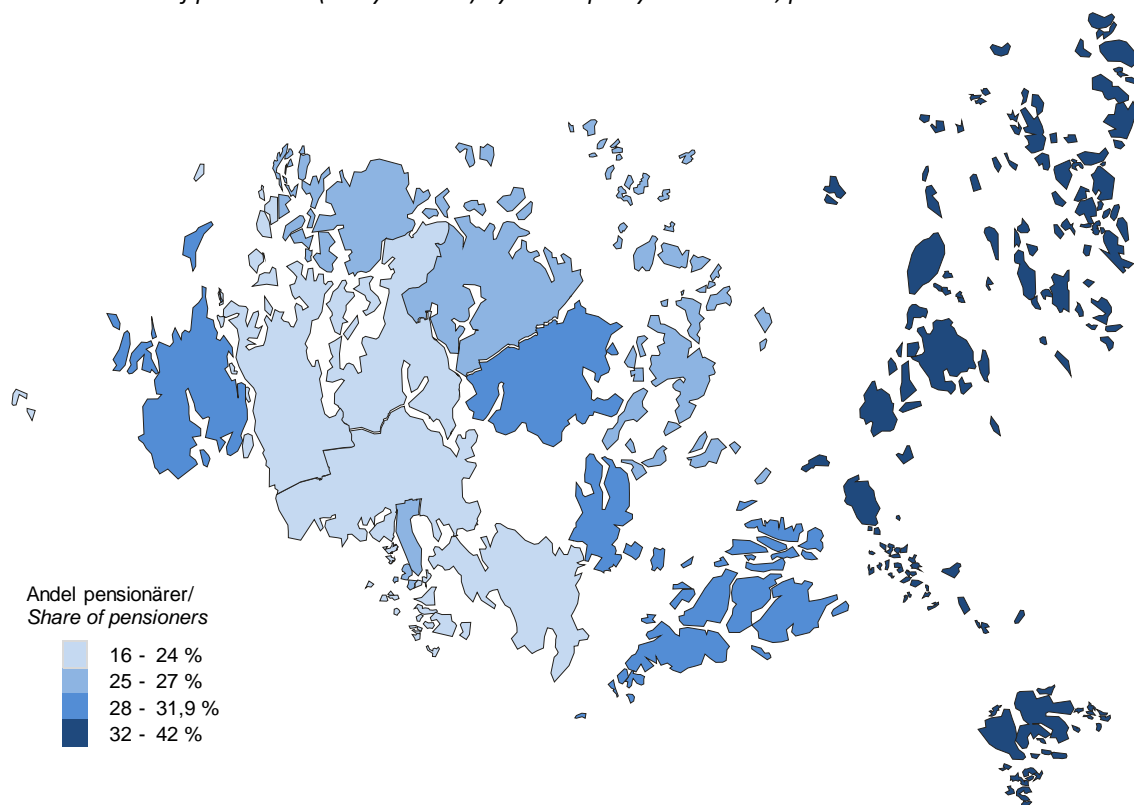 Andel pensionärer/
Share of pensioners
16 - 24 %
25 - 27 %
28 - 31,9 %
32 - 42 %